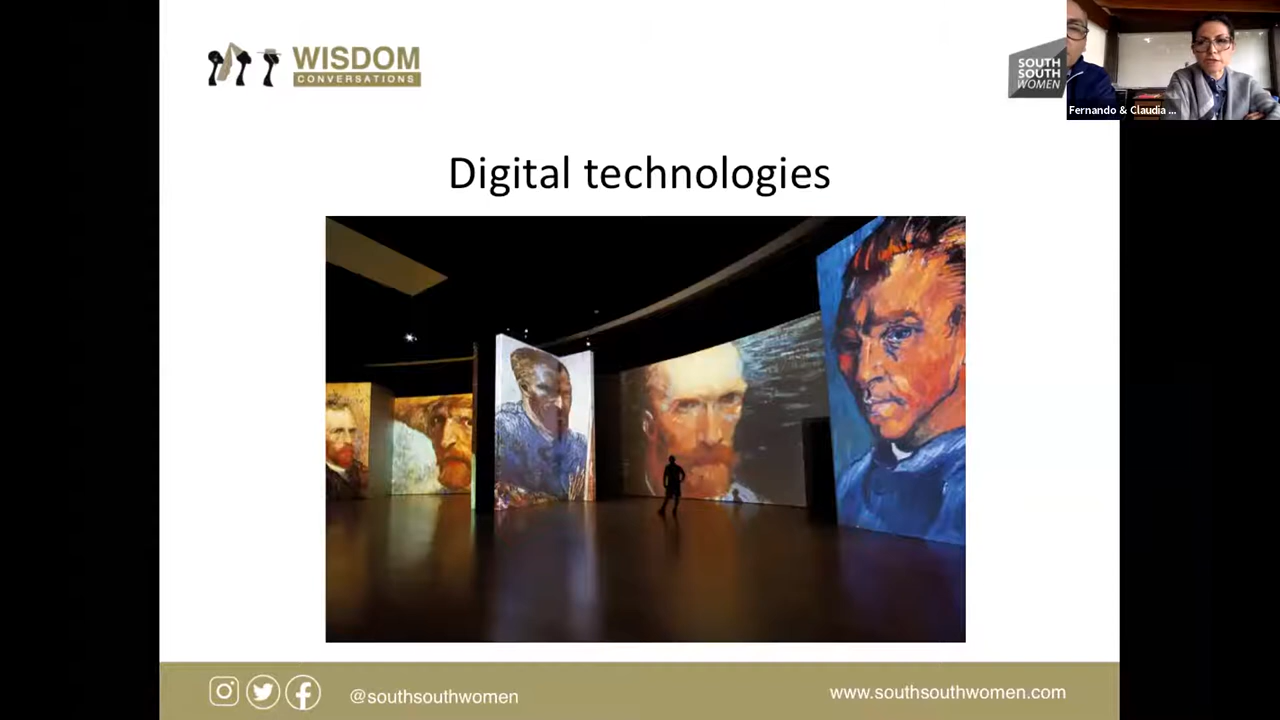 WISDOM
CONVERSATIONS
SOUTH
SOUTH
WOMEN
Fernando & Claudia ...
Digital technologies
@southsouthwomen
www.southsouthwomen.com